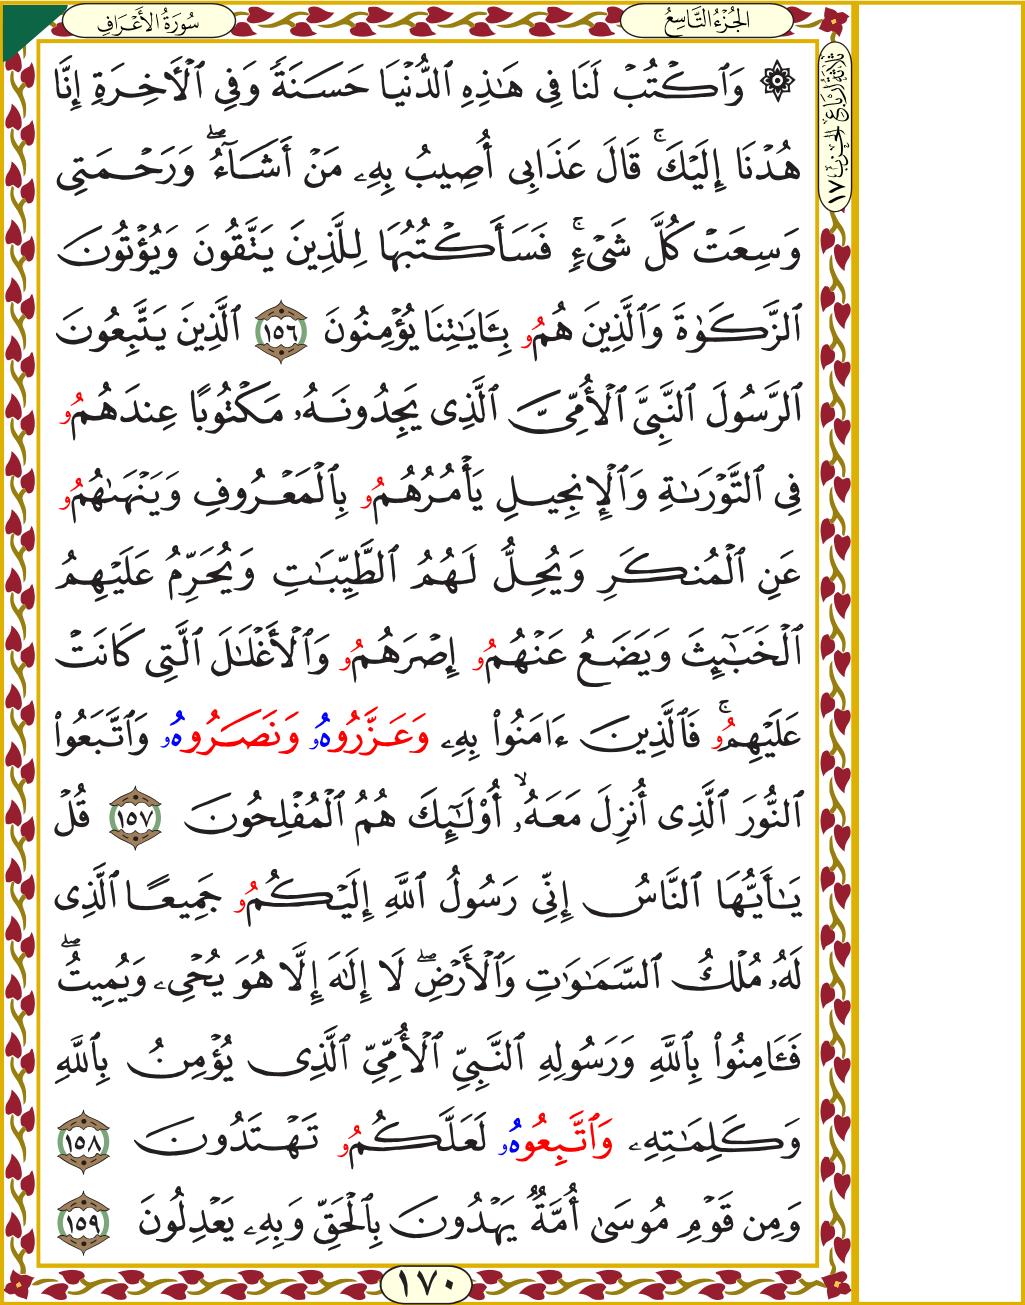 سُورَةُ الأَعْرَافِ
الجُزْءُ التَّاسِعُ
ثَلَاثَةُ أَرْبَاعِ الْحِزْبِ ١٧
۞ وَٱكۡتُبۡ لَنَا فِى هَٰذِهِ ٱلدُّنۡيَا حَسَنَةٗ وَفِى ٱلۡأَخِرَةِ إِنَّا
هُدۡنَا إِلَيۡكَۚ قَالَ عَذَابِى أُصِيبُ بِهِۦ مَنۡ أَشَآءُۖ وَرَحۡمَتِى
وَسِعَتۡ كُلَّ شَىۡءٖۚ فَسَأَكۡتُبُهَا لِلَّذِينَ يَتَّقُونَ وَيُؤۡتُونَ
ٱلزَّكَوٰةَ وَٱلَّذِينَ هُمُۥ بِـَٔايَٰتِنَا يُؤۡمِنُونَ ١٥٦ ٱلَّذِينَ يَتَّبِعُونَ
ٱلرَّسُولَ ٱلنَّبِىَّ ٱلۡأُمِّىَّ ٱلَّذِى يَجِدُونَهُۥ مَكۡتُوبًا عِندَهُمُۥ
فِى ٱلتَّوۡرَىٰةِ وَٱلۡإِنجِيلِ يَأۡمُرُهُمُۥ بِٱلۡمَعۡرُوفِ وَيَنۡهَىٰهُمُۥ
عَنِ ٱلۡمُنكَرِ وَيُحِلُّ لَهُمُ ٱلطَّيِّبَٰتِ وَيُحَرِّمُ عَلَيۡهِمُ
ٱلۡخَبَٰٓئِثَ وَيَضَعُ عَنۡهُمُۥ إِصۡرَهُمُۥ وَٱلۡأَغۡلَٰلَ ٱلَّتِى كَانَتۡ
عَلَيۡهِمُۥۚ فَٱلَّذِينَ ءَامَنُواْ بِهِۦ وَعَزَّرُوهُۥ وَنَصَرُوهُۥ وَٱتَّبَعُواْ
ٱلنُّورَ ٱلَّذِى أُنزِلَ مَعَهُۥۙ أُوْلَٰٓئِكَ هُمُ ٱلۡمُفۡلِحُونَ ١٥٧ قُلۡ
يَٰأَيُّهَا ٱلنَّاسُ إِنِّى رَسُولُ ٱللَّهِ إِلَيۡكُمُۥ جَمِيعًا ٱلَّذِى
لَهُۥ مُلۡكُ ٱلسَّمَٰوَٰتِ وَٱلۡأَرۡضِۖ لَا إِلَٰهَ إِلَّا هُوَ يُحۡىِۦ وَيُمِيتُۖ
فَـَٔامِنُواْ بِٱللَّهِ وَرَسُولِهِ ٱلنَّبِىِّ ٱلۡأُمِّىِّ ٱلَّذِى يُؤۡمِنُ بِٱللَّهِ
وَكَلِمَٰتِهِۦ وَٱتَّبِعُوهُۥ لَعَلَّكُمُۥ تَهۡتَدُونَ ١٥٨
وَمِن قَوۡمِ مُوسَىٰ أُمَّةٞ يَهۡدُونَ بِٱلۡحَقِّ وَبِهِۦ يَعۡدِلُونَ ١٥٩
١٧٠